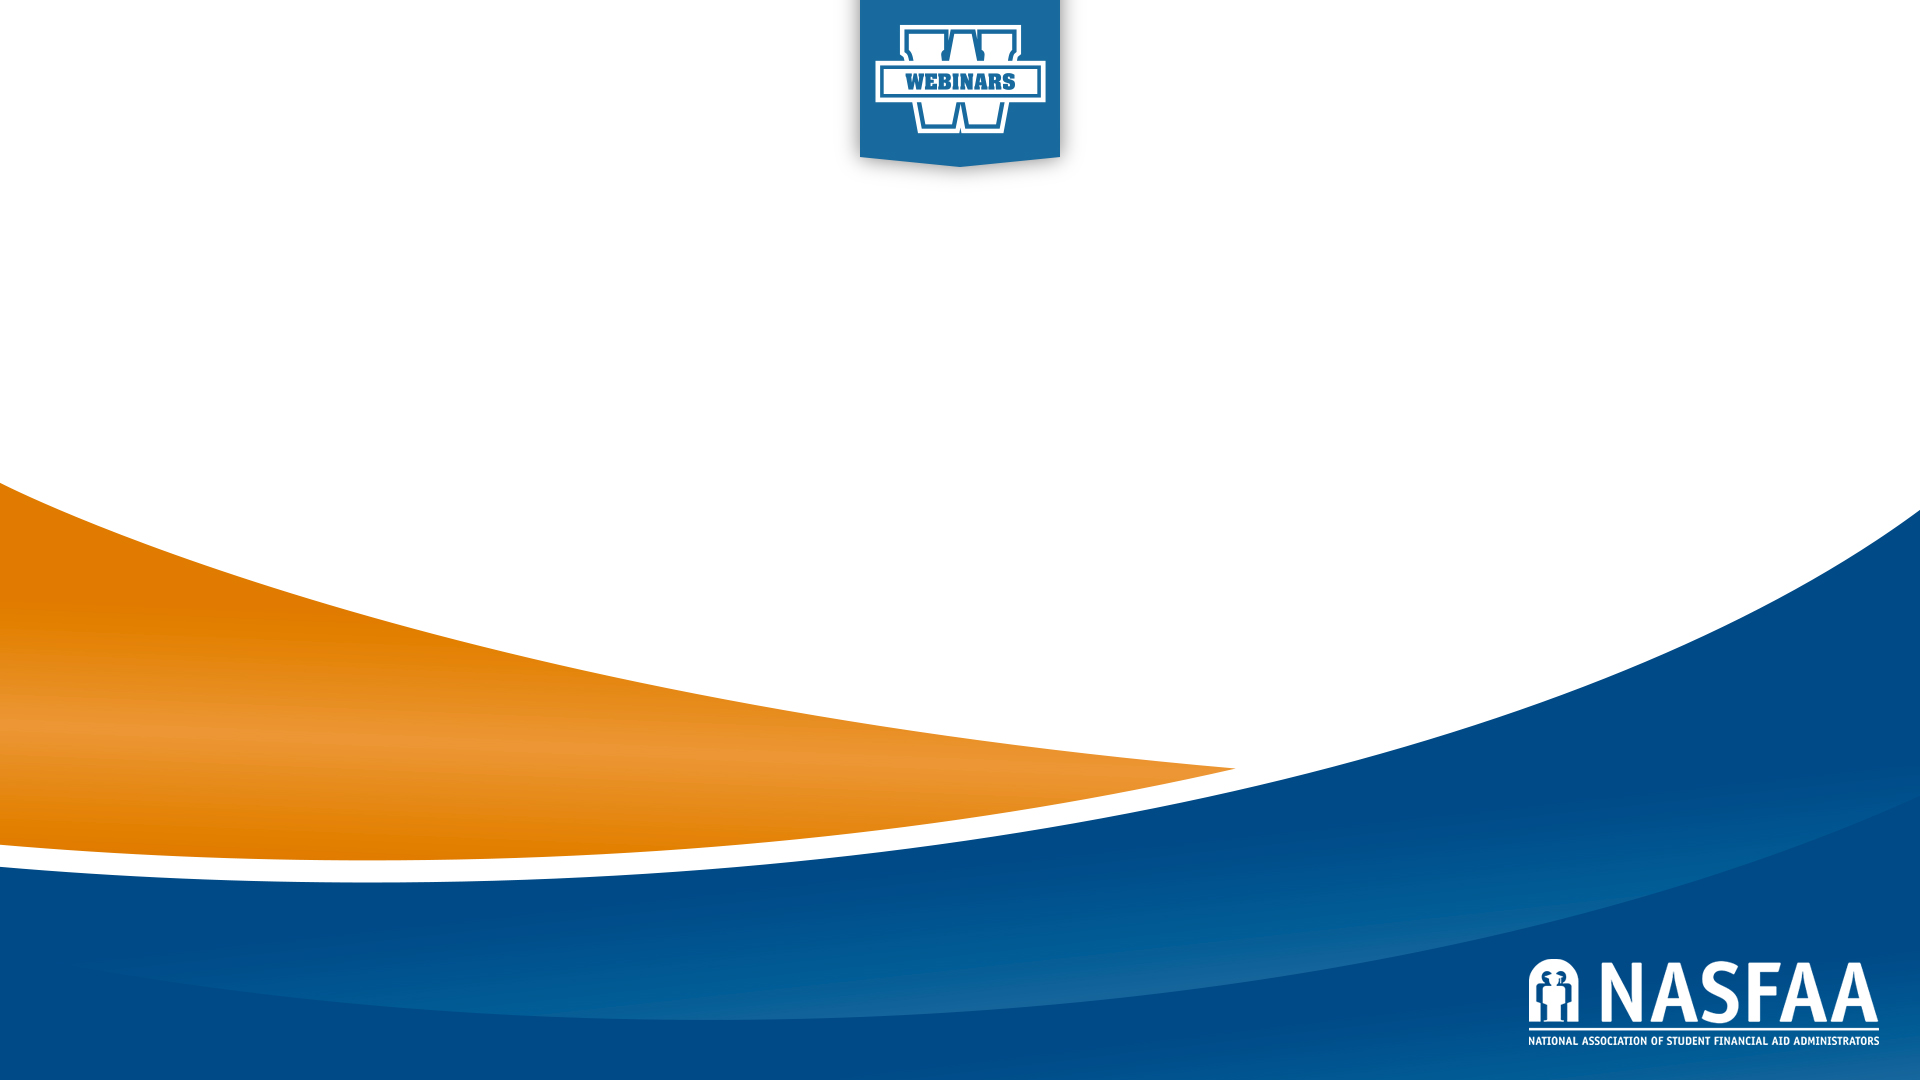 W
WEBINARS
NASFAA
NATIONAL ASSOCIATION OF STUDENT FINANCIAL AID ADMINISTRATORS